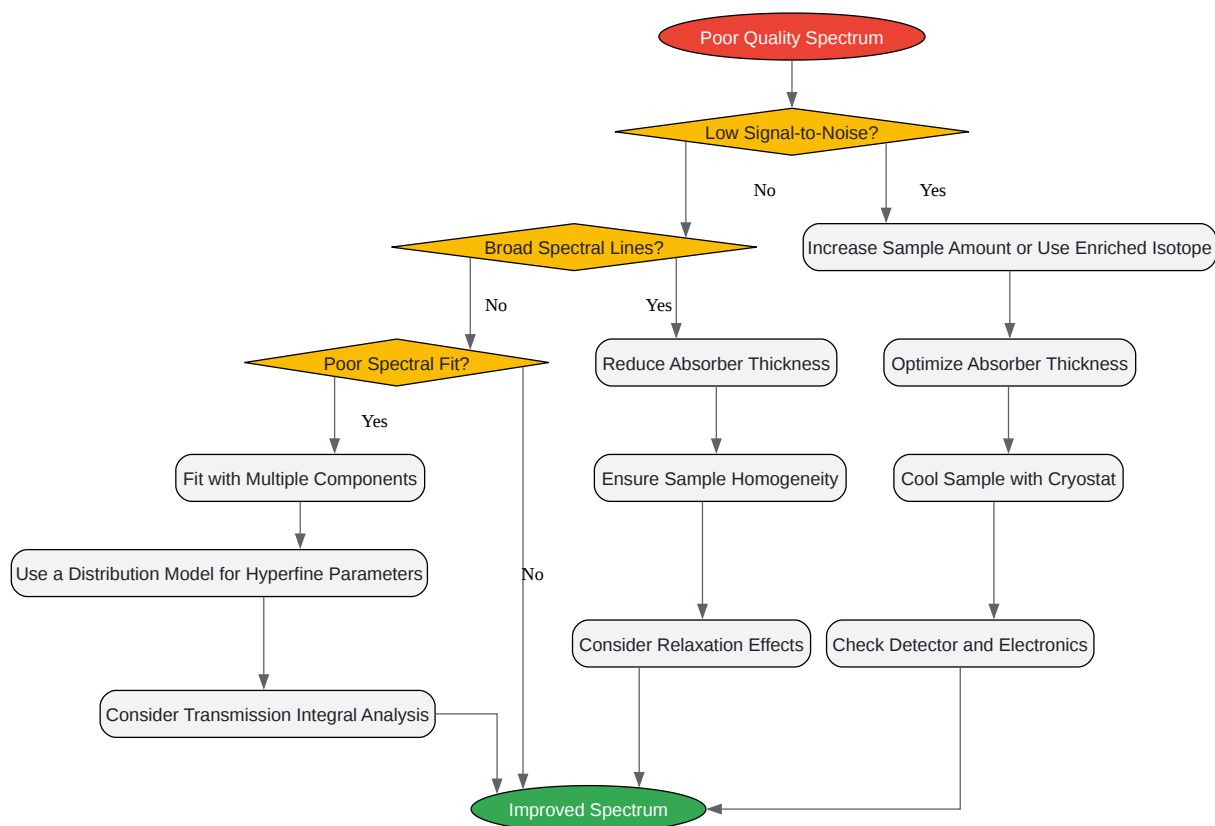 Poor Quality Spectrum
Low Signal-to-Noise?
No
Yes
Broad Spectral Lines?
Increase Sample Amount or Use Enriched Isotope
No
Yes
Poor Spectral Fit?
Reduce Absorber Thickness
Optimize Absorber Thickness
Yes
Fit with Multiple Components
Ensure Sample Homogeneity
Cool Sample with Cryostat
Use a Distribution Model for Hyperfine Parameters
No
Consider Relaxation Effects
Check Detector and Electronics
Consider Transmission Integral Analysis
Improved Spectrum